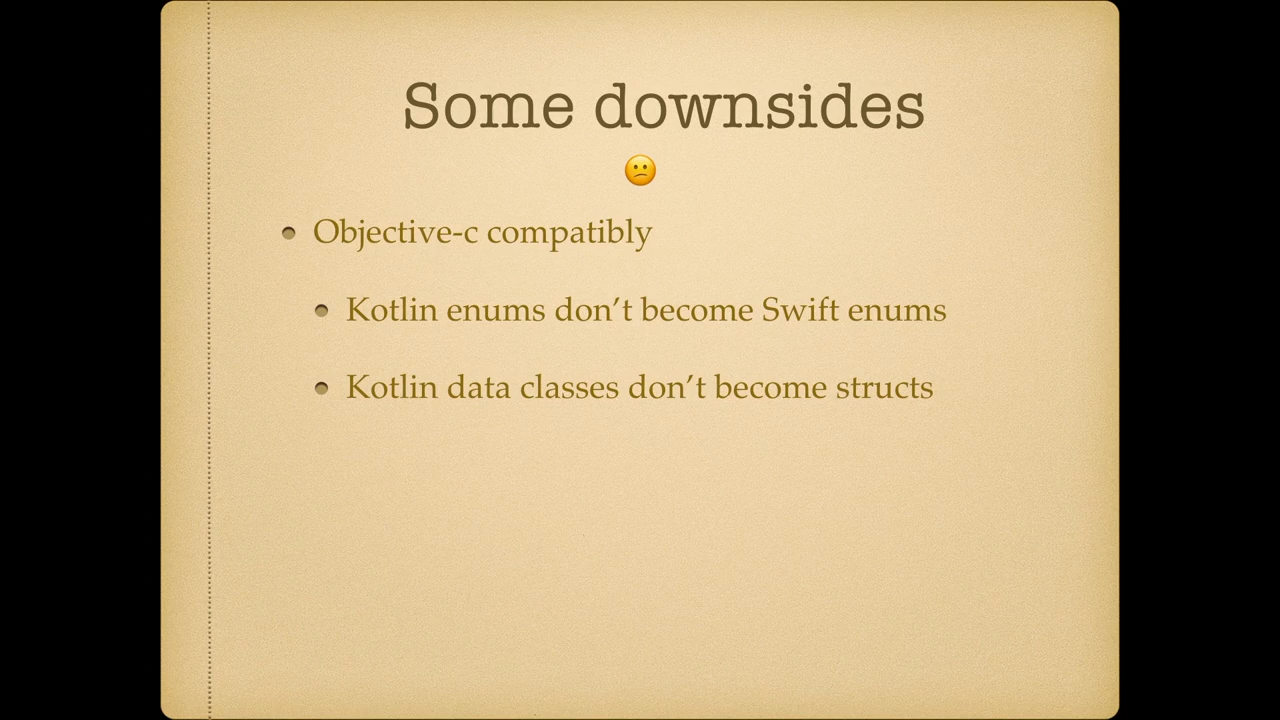 Some downsides
Objective-c compatibly
Kotlin enums don’t become Swift enums
Kotlin data classes don’t become structs